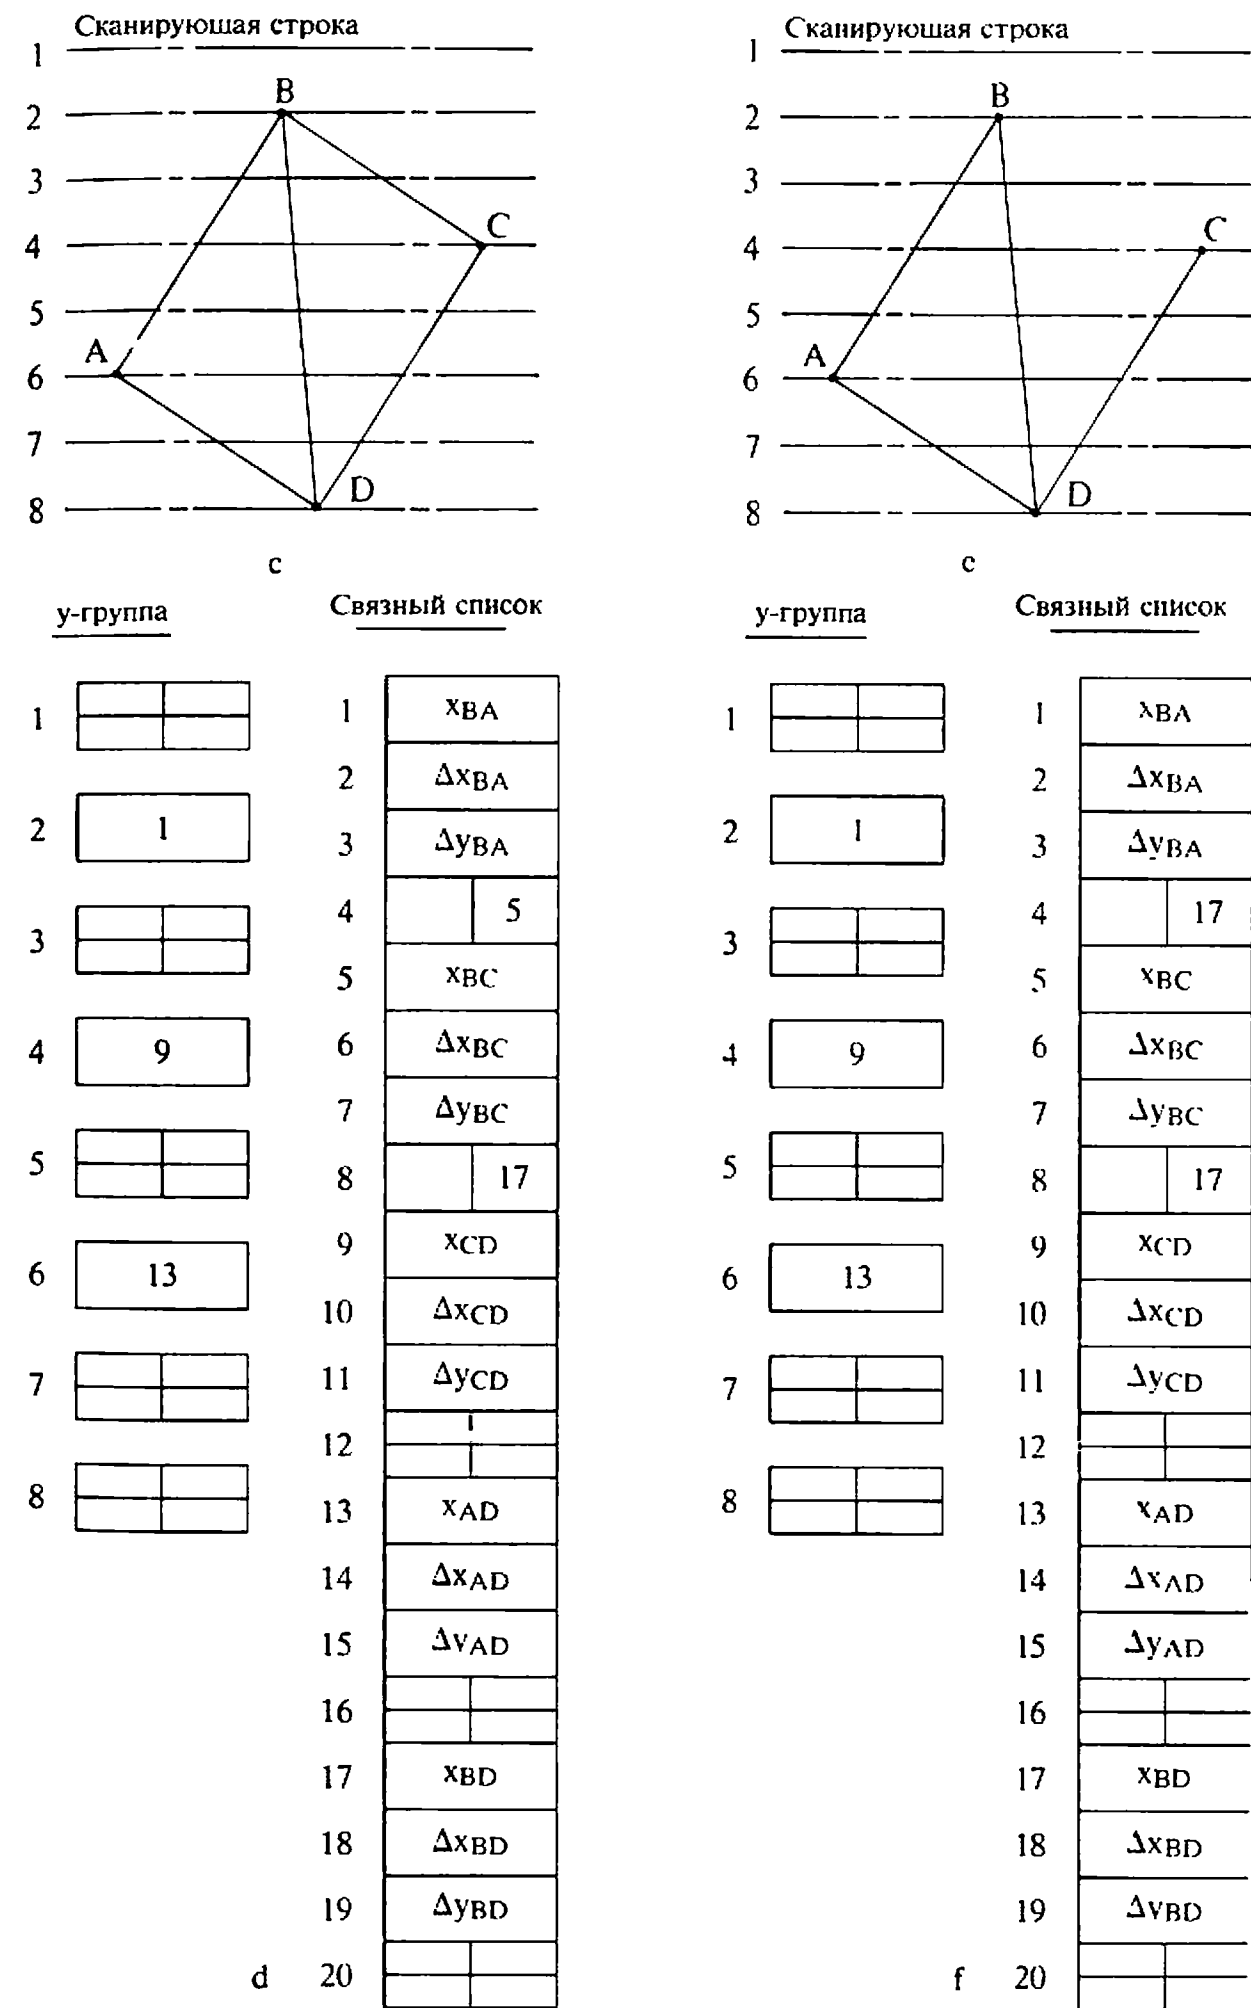 Сканирующая строка
1
B
2
3
C
4
5
A
6
7
D
8
c
у-группа Связный список
1
2 1
3
4 9
5
6 13
7
8
1 xBA
2 ΔxBA
3 ΔyBA
4 5
5 xBC
6 ΔxBC
7 ΔyBC
8 17
9 xCD
10 ΔxCD
11 ΔyCD
12
13 xAD
14 ΔxAD
15 ΔyAD
16
17 xBD
18 ΔxBD
19 ΔyBD
d 20
Сканирующая строка
1
B
2
3
C
4
5
A
6
7
D
8
c
у-группа Связный список
1
2 1
3
4 9
5
6 13
7
8
1 xBA
2 ΔxBA
3 ΔyBA
4 17
5 xBC
6 ΔxBC
7 ΔyBC
8 17
9 xCD
10 ΔxCD
11 ΔyCD
12
13 xAD
14 ΔxAD
15 ΔyAD
16
17 xBD
18 ΔxBD
19 ΔyBD
f 20